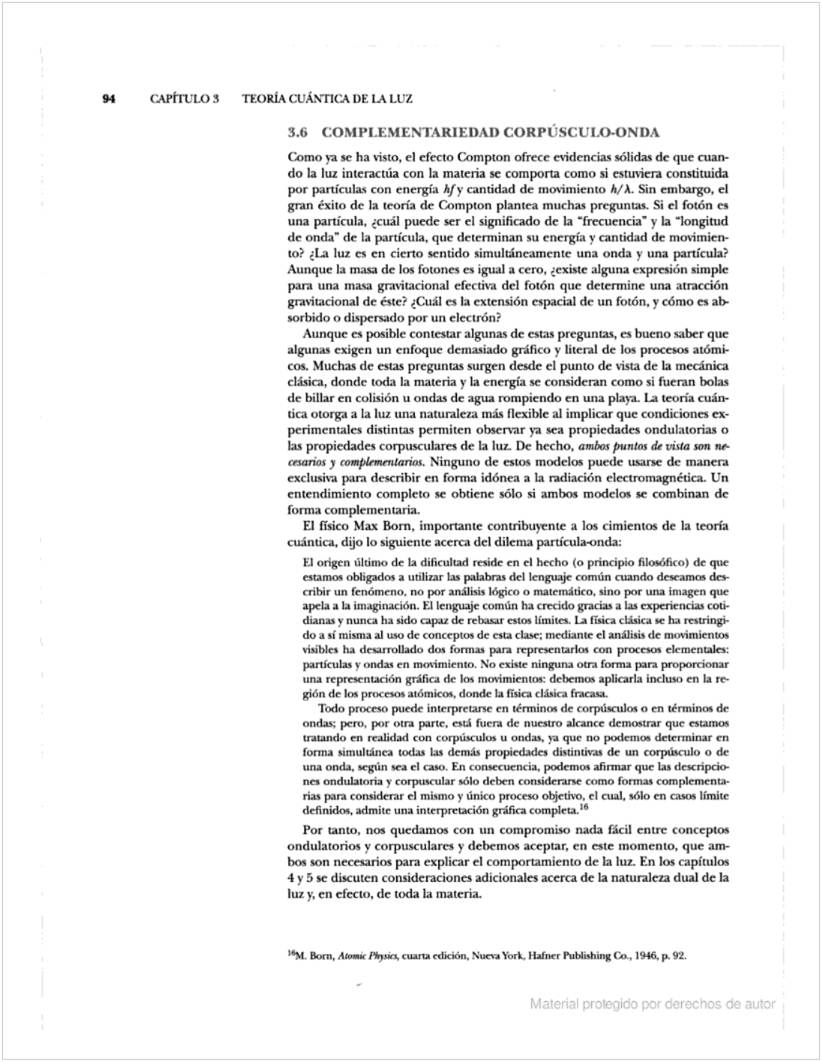 94 CAPÍTULO 3 TEORÍA CUÁNTICA DE LA LUZ
3.6 COMPLEMENTARIEDAD CORPÚSCULO-ONDA
Como ya se ha visto, el efecto Compton ofrece evidencias sólidas de que cuan-
do la luz interactúa con la materia se comporta como si estuviera constituida
por partículas con energía hf y cantidad de movimiento h/λ. Sin embargo, el
gran éxito de la teoría de Compton plantea muchas preguntas. Si el fotón es
una partícula, ¿cuál puede ser el significado de la "frecuencia" y la "longitud
de onda" de la partícula, que determinan su energía y cantidad de movimien-
to? ¿La luz es en cierto sentido simultáneamente una onda y una partícula?
Aunque la masa de los fotones es igual a cero, ¿existe alguna expresión simple
para una masa gravitacional efectiva del fotón que determine una atracción
gravitacional de éste? ¿Cuál es la extensión espacial de un fotón, y cómo es ab-
sorbido o dispersado por un electrón?
Aunque es posible contestar algunas de estas preguntas, es bueno saber que
algunas exigen un enfoque demasiado gráfico y literal de los procesos atómi-
cos. Muchas de estas preguntas surgen desde el punto de vista de la mecánica
clásica, donde toda la materia y la energía se consideran como si fueran bolas
de billar en colisión u ondas de agua rompiendo en una playa. La teoría cuán-
tica otorga a la luz una naturaleza más flexible al implicar que condiciones ex-
perimentales distintas permiten observar ya sea propiedades ondulatorias o
las propiedades corpusculares de la luz. De hecho, ambos puntos de vista son ne-
cesarios y complementarios. Ninguno de estos modelos puede usarse de manera
exclusiva para describir en forma idónea a la radiación electromagnética. Un
entendimiento completo se obtiene sólo si ambos modelos se combinan de
forma complementaria.
El físico Max Born, importante contribuyente a los cimientos de la teoría
cuántica, dijo lo siguiente acerca del dilema partícula-onda:
El origen último de la dificultad reside en el hecho (o principio filosófico) de que
estamos obligados a utilizar las palabras del lenguaje común cuando deseamos des-
cribir un fenómeno, no por análisis lógico o matemático, sino por una imagen que
apela a la imaginación. El lenguaje común ha crecido gracias a las experiencias coti-
dianas y nunca ha sido capaz de rebasar estos límites. La física clásica se ha restringi-
do a sí misma al uso de conceptos de esta clase; mediante el análisis de movimientos
visibles ha desarrollado dos formas para representarlos con procesos elementales:
partículas y ondas en movimiento. No existe ninguna otra forma para proporcionar
una representación gráfica de los movimientos: debemos aplicarla incluso en la re-
gión de los procesos atómicos, donde la física clásica fracasa.
Todo proceso puede interpretarse en términos de corpúsculos o en términos de
ondas; pero, por otra parte, está fuera de nuestro alcance demostrar que estamos
tratando en realidad con corpúsculos u ondas, ya que no podemos determinar en
forma simultánea todas las demás propiedades distintivas de un corpúsculo o de
una onda, según sea el caso. En consecuencia, podemos afirmar que las descripcio-
nes ondulatoria y corpuscular sólo deben considerarse como formas complementa-
rias para considerar el mismo y único proceso objetivo, el cual, sólo en casos límite
definidos, admite una interpretación gráfica completa.¹⁶
Por tanto, nos quedamos con un compromiso nada fácil entre conceptos
ondulatorios y corpusculares y debemos aceptar, en este momento, que am-
bos son necesarios para explicar el comportamiento de la luz. En los capítulos
4 y 5 se discuten consideraciones adicionales acerca de la naturaleza dual de la
luz y, en efecto, de toda la materia.
¹⁶M. Born, Atomic Physics, cuarta edición, Nueva York, Hafner Publishing Co., 1946, p. 92.
Material protegido por derechos de autor